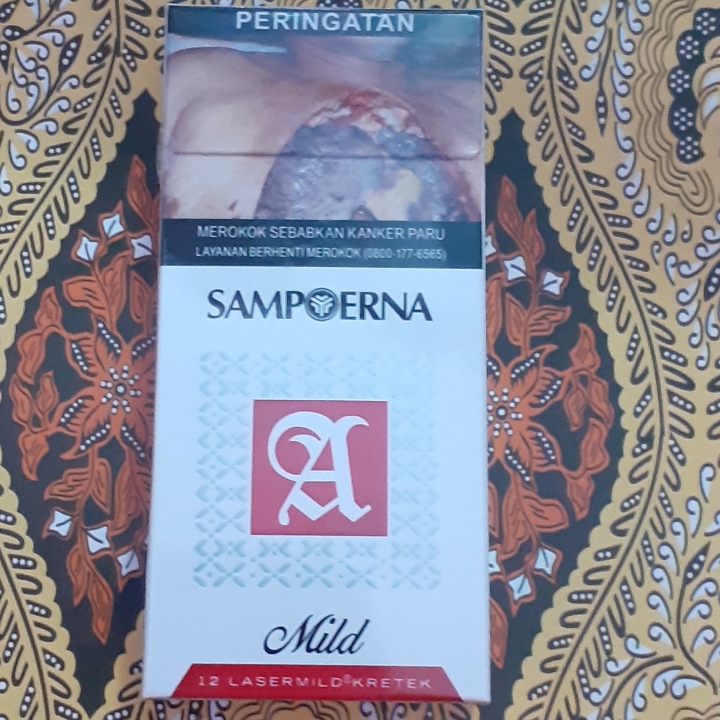 PERINGATAN
MEROKOK SEBABKAN KANKER PARU
LAYANAN BERHENTI MEROKOK (0800-177-6565)
SAMPOERNA
A
Mild
12 LASERMILD® KRETEK